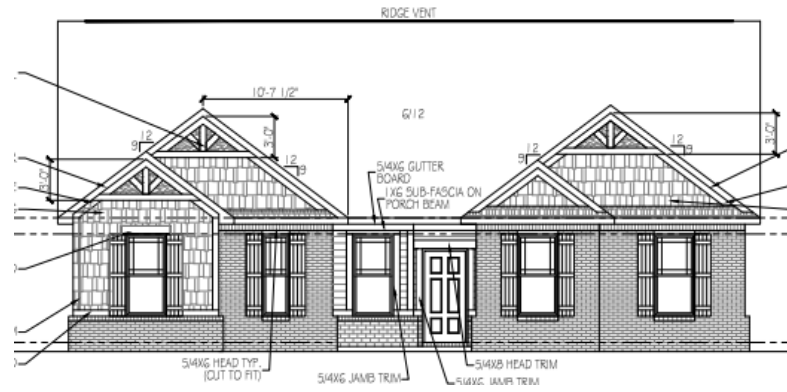 RIDGE VENT
10'-7 1/2"
6/12
12
9
3'-0"
12
9
3'-0"
5/4X6 GUTTER
BOARD
1X6 SUB-FASCIA ON
PORCH BEAM
12
9
12
9
12
9
3'-0"
5/4X6 HEAD TYP.
(CUT TO FIT)
5/4X6 JAMB TRIM
5/4X8 HEAD TRIM
5/4X6 JAMB TRIM